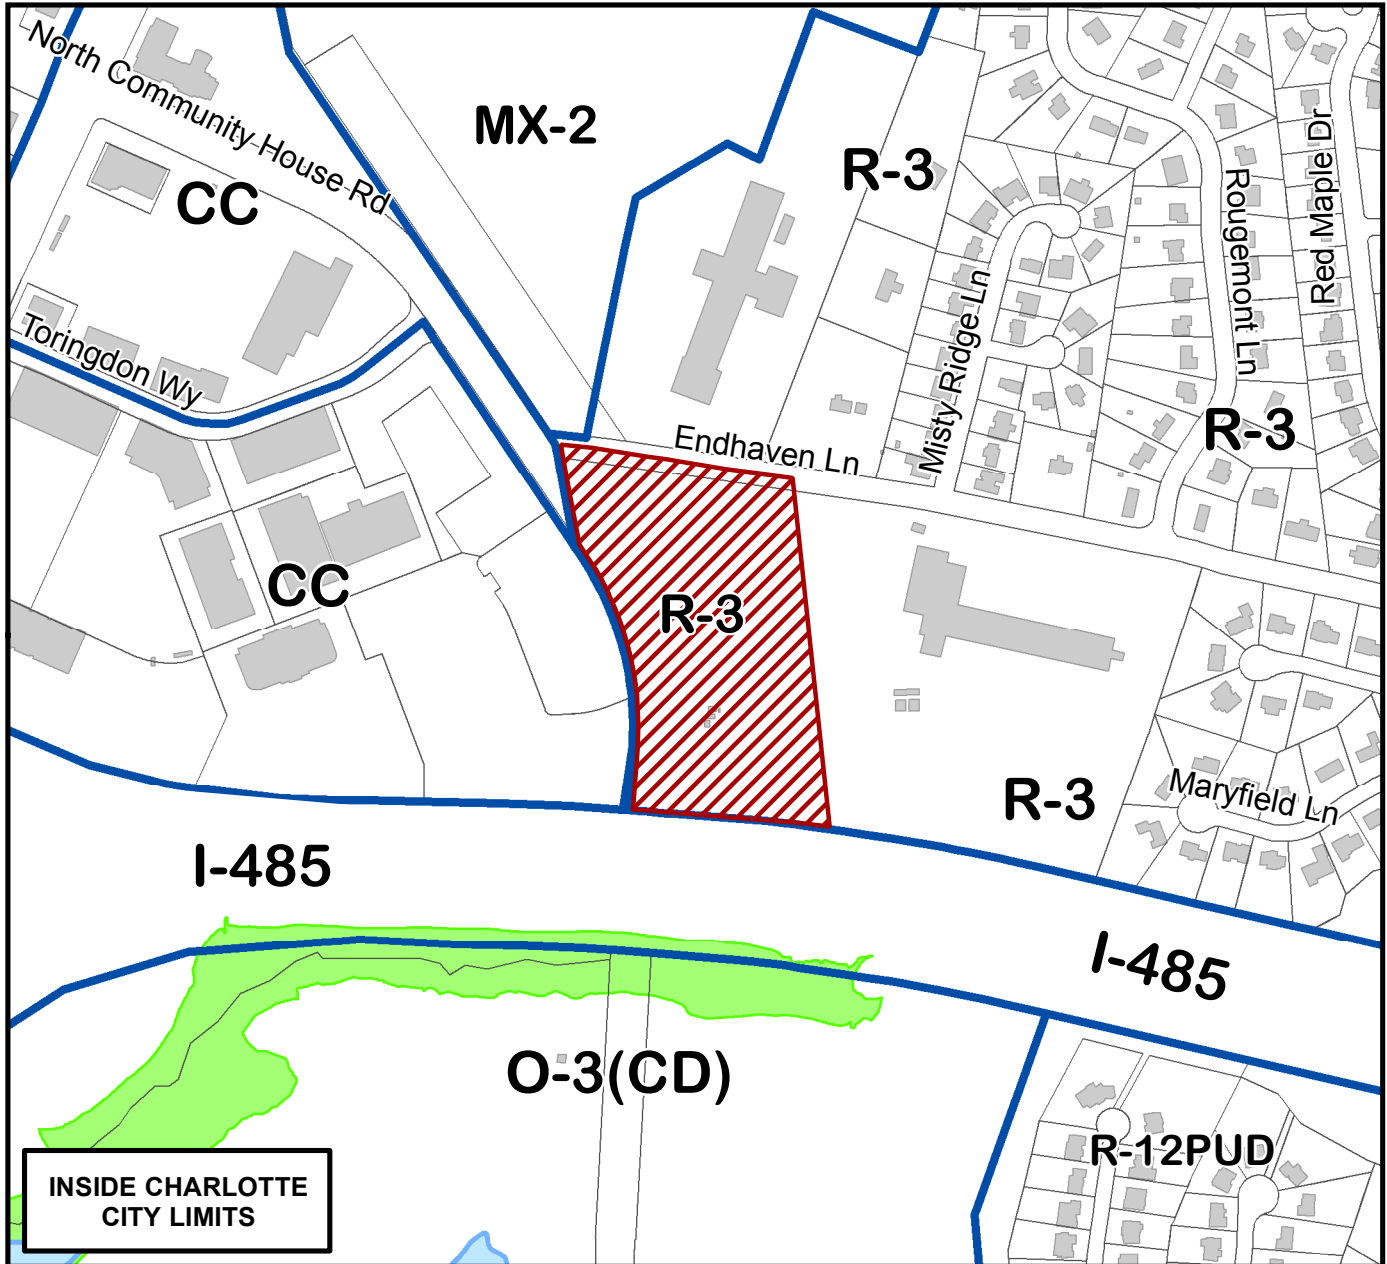 North Community House Rd
MX-2
R-3
CC
Rougemont Ln
Red Maple Dr
Toringdon Wy
Misty Ridge Ln
R-3
Endhaven Ln
CC
R-3
R-3
Maryfield Ln
I-485
I-485
O-3(CD)
R-12PUD
INSIDE CHARLOTTE
CITY LIMITS